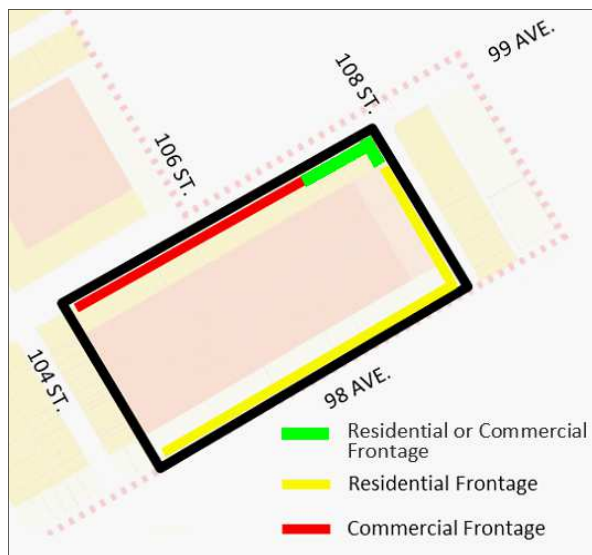 99 AVE.
108 ST.
106 ST.
104 ST.
98 AVE.
Residential or Commercial
Frontage
Residential Frontage
Commercial Frontage